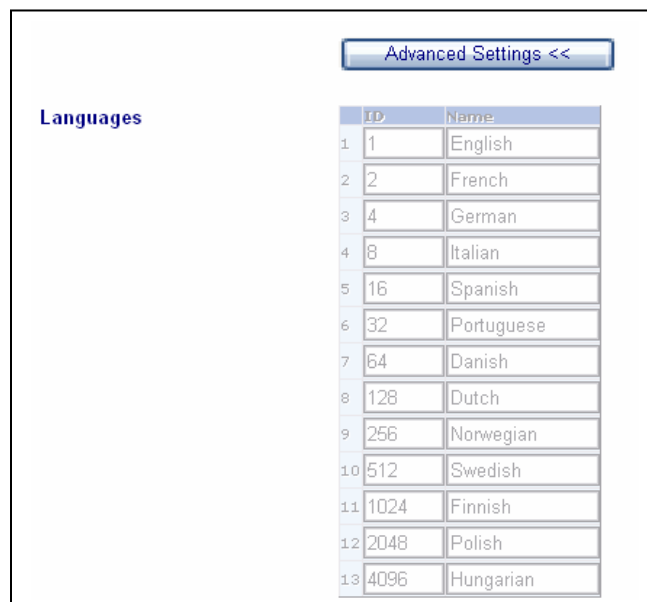 Advanced Settings <<
Languages
ID Name
1 1 English
2 2 French
3 4 German
4 8 Italian
5 16 Spanish
6 32 Portuguese
7 64 Danish
8 128 Dutch
9 256 Norwegian
10 512 Swedish
11 1024 Finnish
12 2048 Polish
13 4096 Hungarian